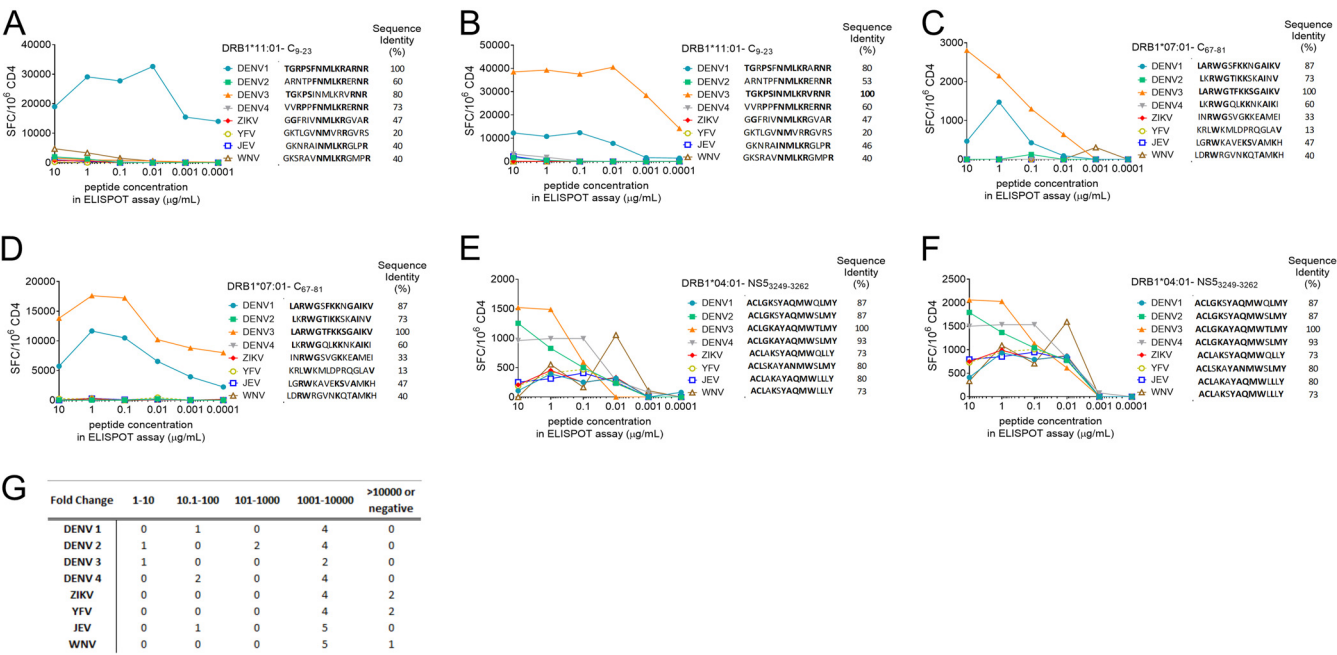 A
DRB1*11:01- C9-23
Sequence Identity (%)
SFC/10^6 CD4
40000
30000
20000
10000
0
10 1 0.1 0.01 0.001 0.0001
peptide concentration
in ELISPOT assay (µg/mL)
DENV1 TGRPSFNMLKRARNR 100
DENV2 ARNTPFNMLKRERNR 60
DENV3 TGKPSINMLKRVRNR 80
DENV4 VVRPPFNMLKRERNR 73
ZIKV GGFRIVNMLKRGVAR 47
YFV GKTLGVNMVRRGVRS 20
JEV GKNRAINMLKRGLPR 40
WNV GKSRAVNMLKRGMPR 40
B
DRB1*11:01- C9-23
Sequence Identity (%)
SFC/10^6 CD4
50000
40000
30000
20000
10000
0
10 1 0.1 0.01 0.001 0.0001
peptide concentration
in ELISPOT assay (µg/mL)
DENV1 TGRPSFNMLKRARNR 80
DENV2 ARNTPFNMLKRERNR 53
DENV3 TGKPSINMLKRVRNR 100
DENV4 VVRPPFNMLKRERNR 60
ZIKV GGFRIVNMLKRGVAR 47
YFV GKTLGVNMVRRGVRS 20
JEV GKNRAINMLKRGLPR 46
WNV GKSRAVNMLKRGMPR 40
C
DRB1*07:01- C67-81
Sequence Identity (%)
SFC/10^6 CD4
3000
2000
1000
0
10 1 0.1 0.01 0.001 0.0001
peptide concentration
in ELISPOT assay (µg/mL)
DENV1 LARWGSFKKNGAIKV 87
DENV2 LKRWGTIKKSKAINV 73
DENV3 LARWGTFKKSGAIKV 100
DENV4 LKRWGQLKKNKAIKI 60
ZIKV INRWGSVGKKEAMEI 33
YFV KRLWKMLDPRQGLAV 13
JEV LGRWKAVEKSVAMKH 47
WNV LDRWRGVNKQTAMKH 40
D
DRB1*07:01- C67-81
Sequence Identity (%)
SFC/10^6 CD4
20000
15000
10000
5000
0
10 1 0.1 0.01 0.001 0.0001
peptide concentration
in ELISPOT assay (µg/mL)
DENV1 LARWGSFKKNGAIKV 87
DENV2 LKRWGTIKKSKAINV 73
DENV3 LARWGTFKKSGAIKV 100
DENV4 LKRWGQLKKNKAIKI 60
ZIKV INRWGSVGKKEAMEI 33
YFV KRLWKMLDPRQGLAV 13
JEV LGRWKAVEKSVAMKH 47
WNV LDRWRGVNKQTAMKH 40
E
DRB1*04:01- NS53249-3262
Sequence Identity (%)
SFC/10^6 CD4
2000
1500
1000
500
0
10 1 0.1 0.01 0.001 0.0001
peptide concentration
in ELISPOT assay (µg/mL)
DENV1 ACLGKSYAQMWQLMY 87
DENV2 ACLGKSYAQMWSLMY 87
DENV3 ACLGKAYAQMWTLMY 100
DENV4 ACLGKAYAQMWSLMY 93
ZIKV ACLAKSYAQMWQLLY 73
YFV ACLSKAYANMWSLMY 80
JEV ACLAKAYAQMWLLLY 80
WNV ACLAKSYAQMWLLLY 73
F
DRB1*04:01- NS53249-3262
Sequence Identity (%)
SFC/10^6 CD4
2500
2000
1500
1000
500
0
10 1 0.1 0.01 0.001 0.0001
peptide concentration
in ELISPOT assay (µg/mL)
DENV1 ACLGKSYAQMWQLMY 87
DENV2 ACLGKSYAQMWSLMY 87
DENV3 ACLGKAYAQMWTLMY 100
DENV4 ACLGKAYAQMWSLMY 93
ZIKV ACLAKSYAQMWQLLY 73
YFV ACLSKAYANMWSLMY 80
JEV ACLAKAYAQMWLLLY 80
WNV ACLAKSYAQMWLLLY 73
G
Fold Change 1-10 10.1-100 101-1000 1001-10000 >10000 or negative
DENV 1 0 1 0 4 0
DENV 2 1 0 2 4 0
DENV 3 1 0 0 2 0
DENV 4 0 2 0 4 0
ZIKV 0 0 0 4 2
YFV 0 0 0 4 2
JEV 0 1 0 5 0
WNV 0 0 0 5 1